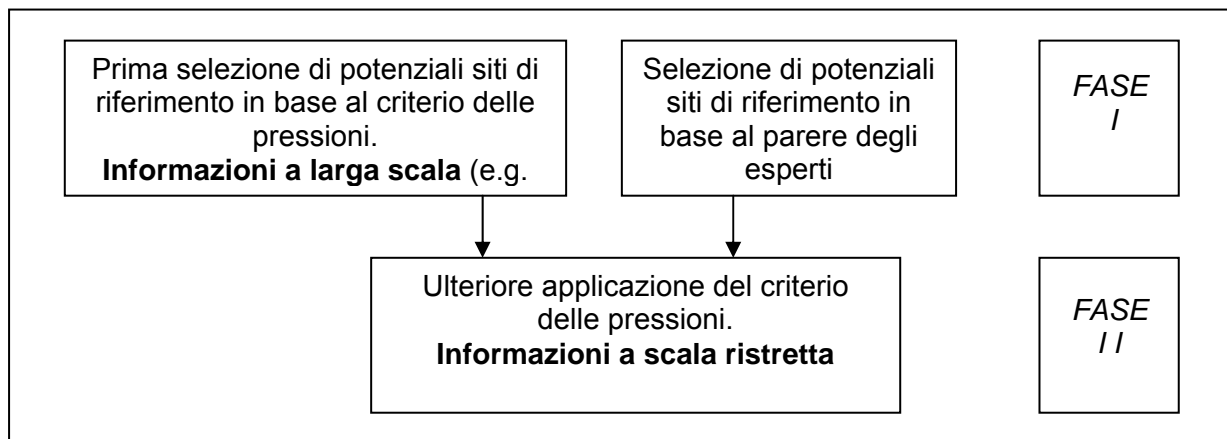 Prima selezione di potenziali siti di
riferimento in base al criterio delle
pressioni.
Informazioni a larga scala (e.g.
Selezione di potenziali
siti di riferimento in
base al parere degli
esperti
FASE
I
Ulteriore applicazione del criterio
delle pressioni.
Informazioni a scala ristretta
FASE
I I